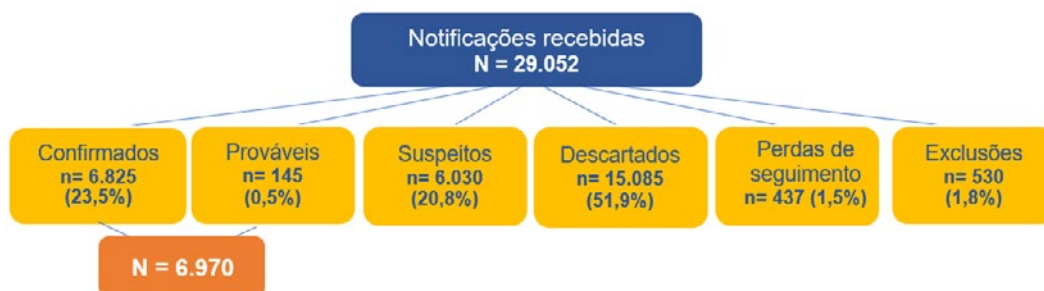 Notificações recebidas
N = 29.052
Confirmados
n= 6.825
(23,5%)
Prováveis
n= 145
(0,5%)
Suspeitos
n= 6.030
(20,8%)
Descartados
n= 15.085
(51,9%)
Perdas de
seguimento
n= 437 (1,5%)
Exclusões
n= 530
(1,8%)
N = 6.970